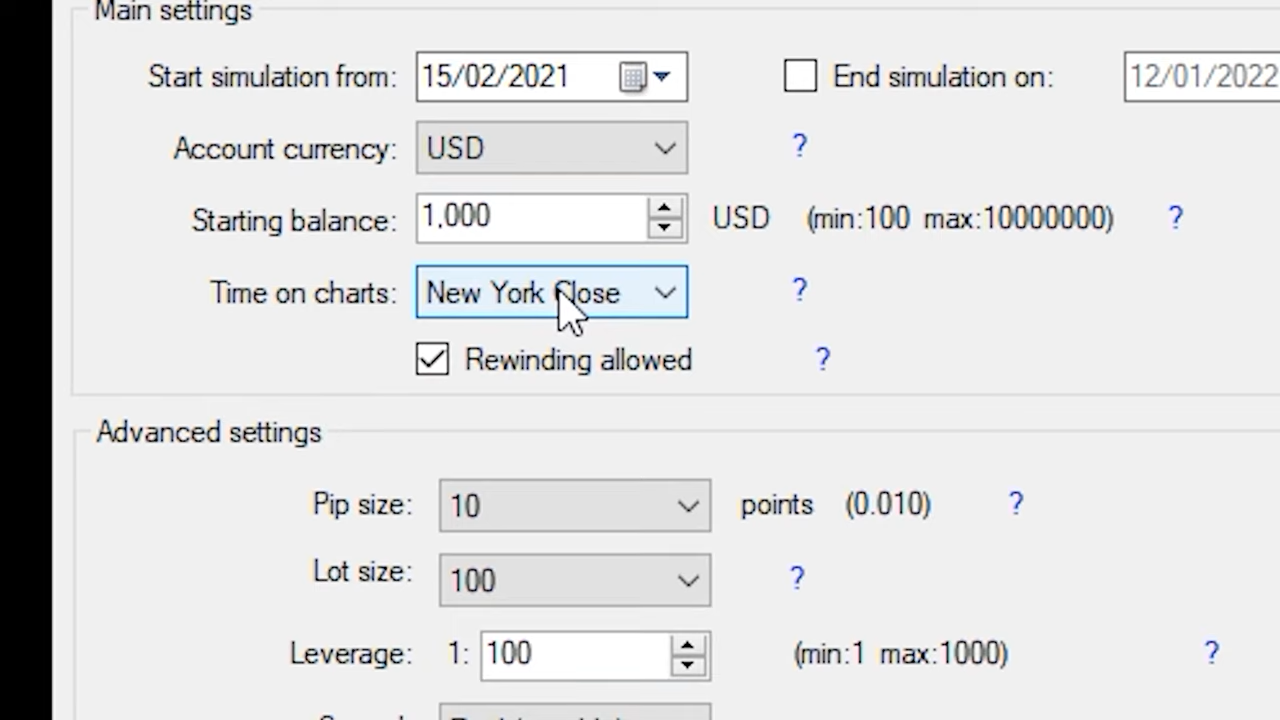 Main settings
Start simulation from: 15/02/2021 End simulation on: 12/01/2022
Account currency: USD ?
Starting balance: 1,000 USD (min:100 max:10000000) ?
Time on charts: New York Close ?
Rewinding allowed ?
Advanced settings
Pip size: 10 points (0.010) ?
Lot size: 100 ?
Leverage: 1: 100 (min:1 max:1000) ?